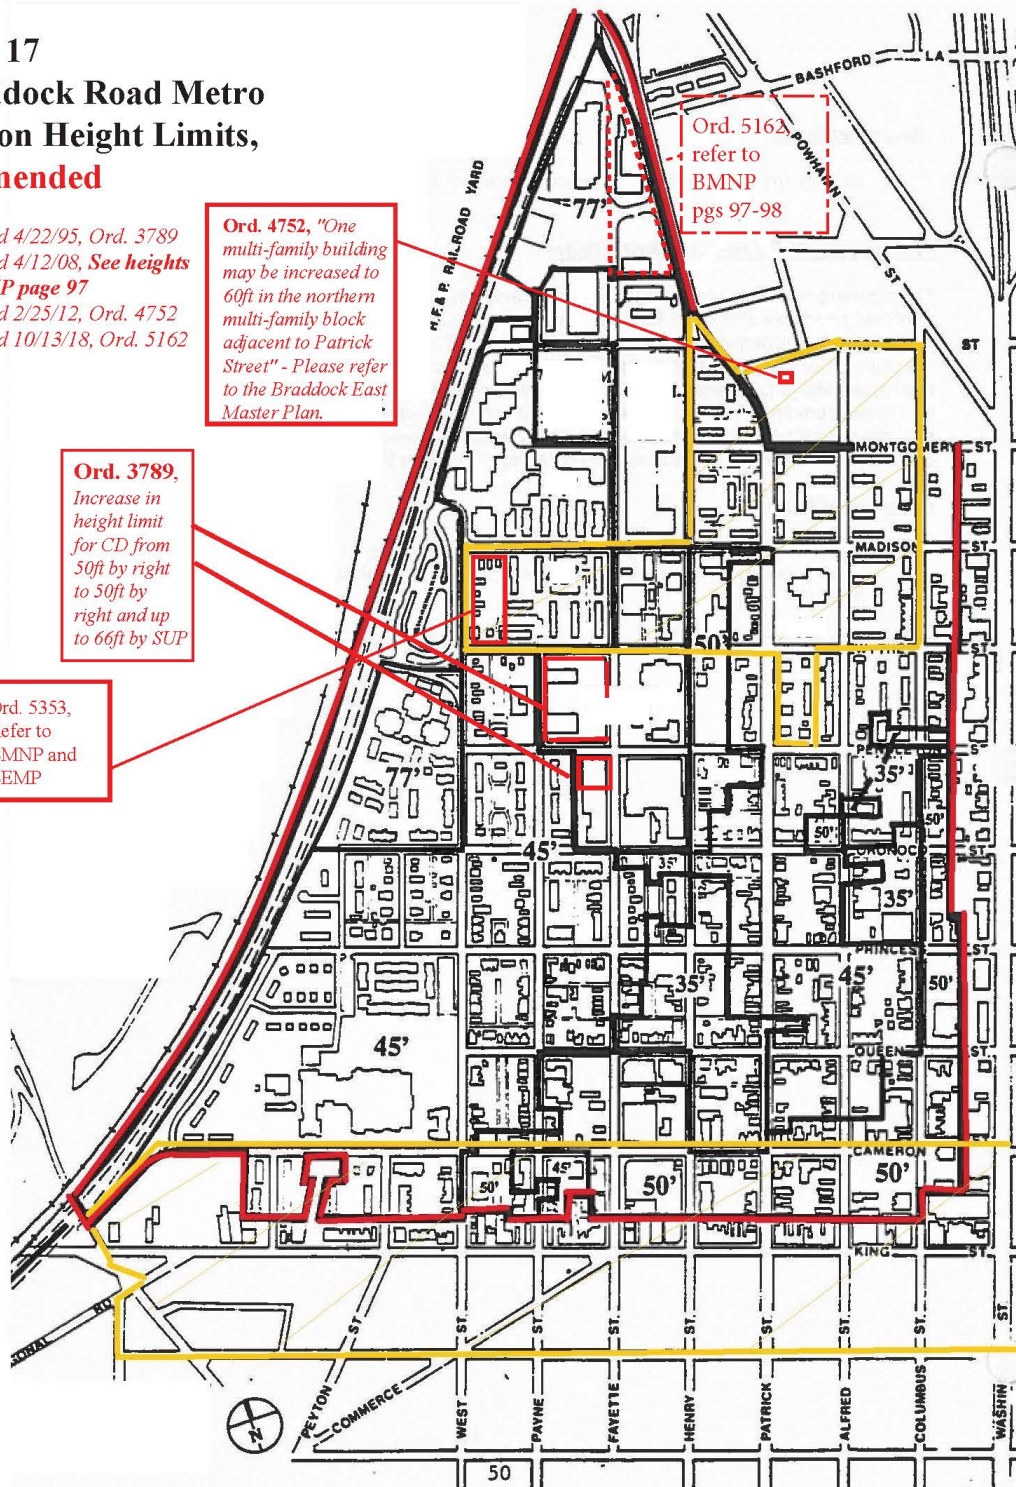 17
dock Road Metro
on Height Limits,
ended
d 4/22/95, Ord. 3789
d 4/12/08, See heights
P page 97
d 2/25/12, Ord. 4752
d 10/13/18, Ord. 5162
Ord. 4752, "One
multi-family building
may be increased to
60ft in the northern
multi-family block
adjacent to Patrick
Street" - Please refer
to the Braddock East
Master Plan.
Ord. 5162,
refer to
BMNP
pgs 97-98
Ord. 3789,
Increase in
height limit
for CD from
50ft by right
to 50ft by
right and up
to 66ft by SUP
rd. 5353,
efer to
MNP and
EMP
R.F. & P. RAILROAD YARD
BASHFORD LA
POWHATAN ST
77'
FIRST ST
MONTGOMERY ST
MADISON ST
50'
ST
ST
77'
35'
50'
50'
45'
ORONOCO ST
35'
35'
PRINCESS ST
35'
45'
50'
45'
QUEEN ST.
CAMERON
50'
45'
50'
50'
KING ST.
RD
PEYTON ST
COMMERCE
WEST ST.
PAYNE ST.
FAYETTE ST.
HENRY ST.
PATRICK ST.
ALFRED ST.
COLUMBUS ST.
WASHIN ST.
N
50